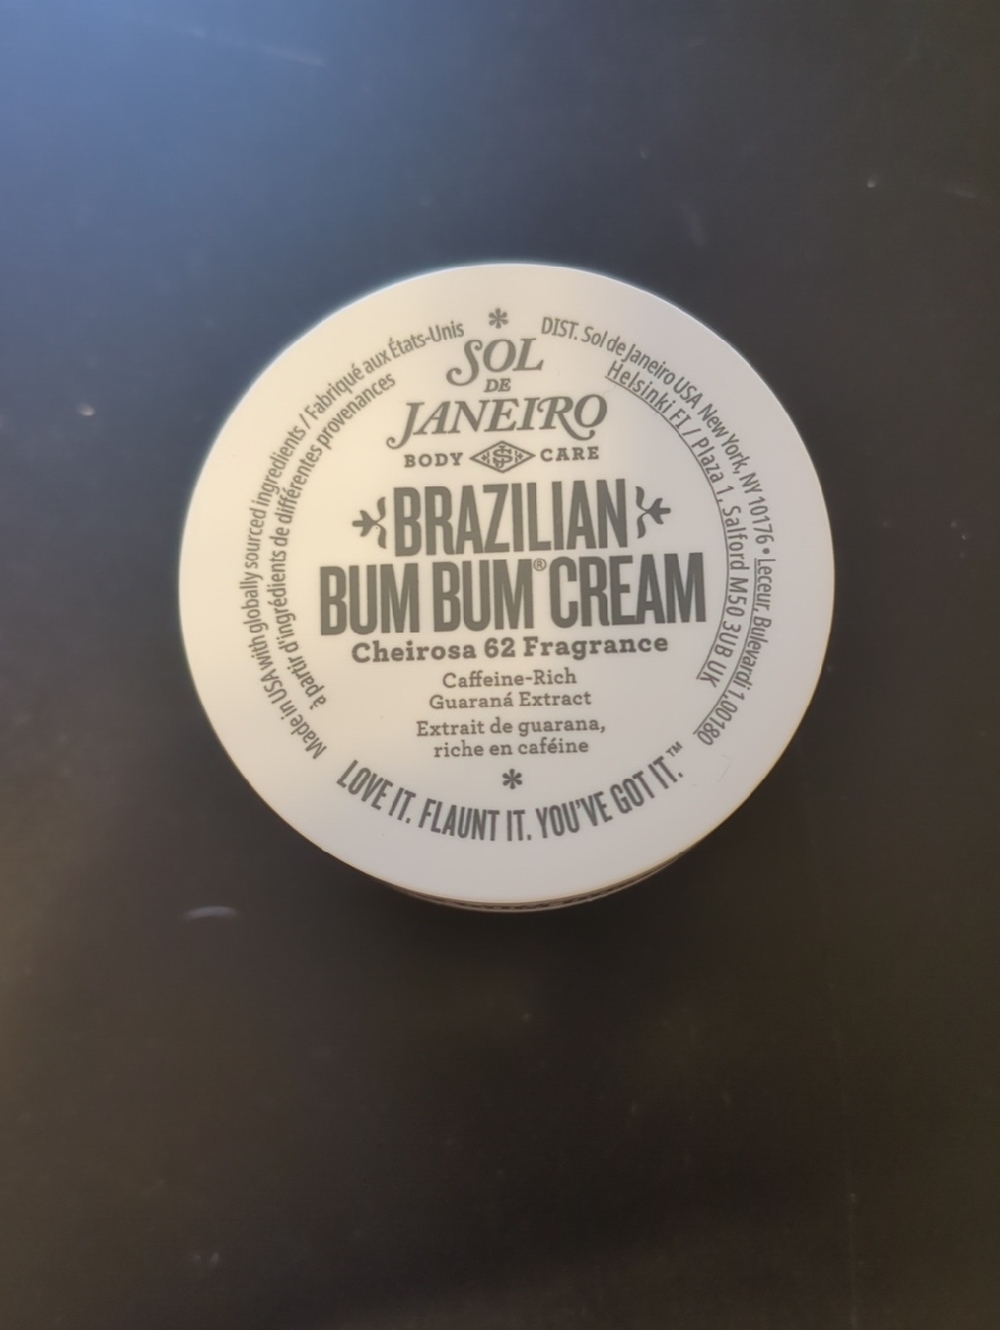 Made in USA with globally sourced ingredients / Fabriqué aux États-Unis
à partir d'ingrédients de différentes provenances
DIST. Sol de Janeiro USA New York, NY 10176 • Leceur, Bulevardi 1, 00180
Helsinki FI / Plaza 1, Salford M50 3UB UK
SOL
DE
JANEIRO
BODY CARE
BRAZILIAN
BUM BUM® CREAM
Cheirosa 62 Fragrance
Caffeine-Rich
Guaraná Extract
Extrait de guarana,
riche en caféine
LOVE IT. FLAUNT IT. YOU'VE GOT IT.™